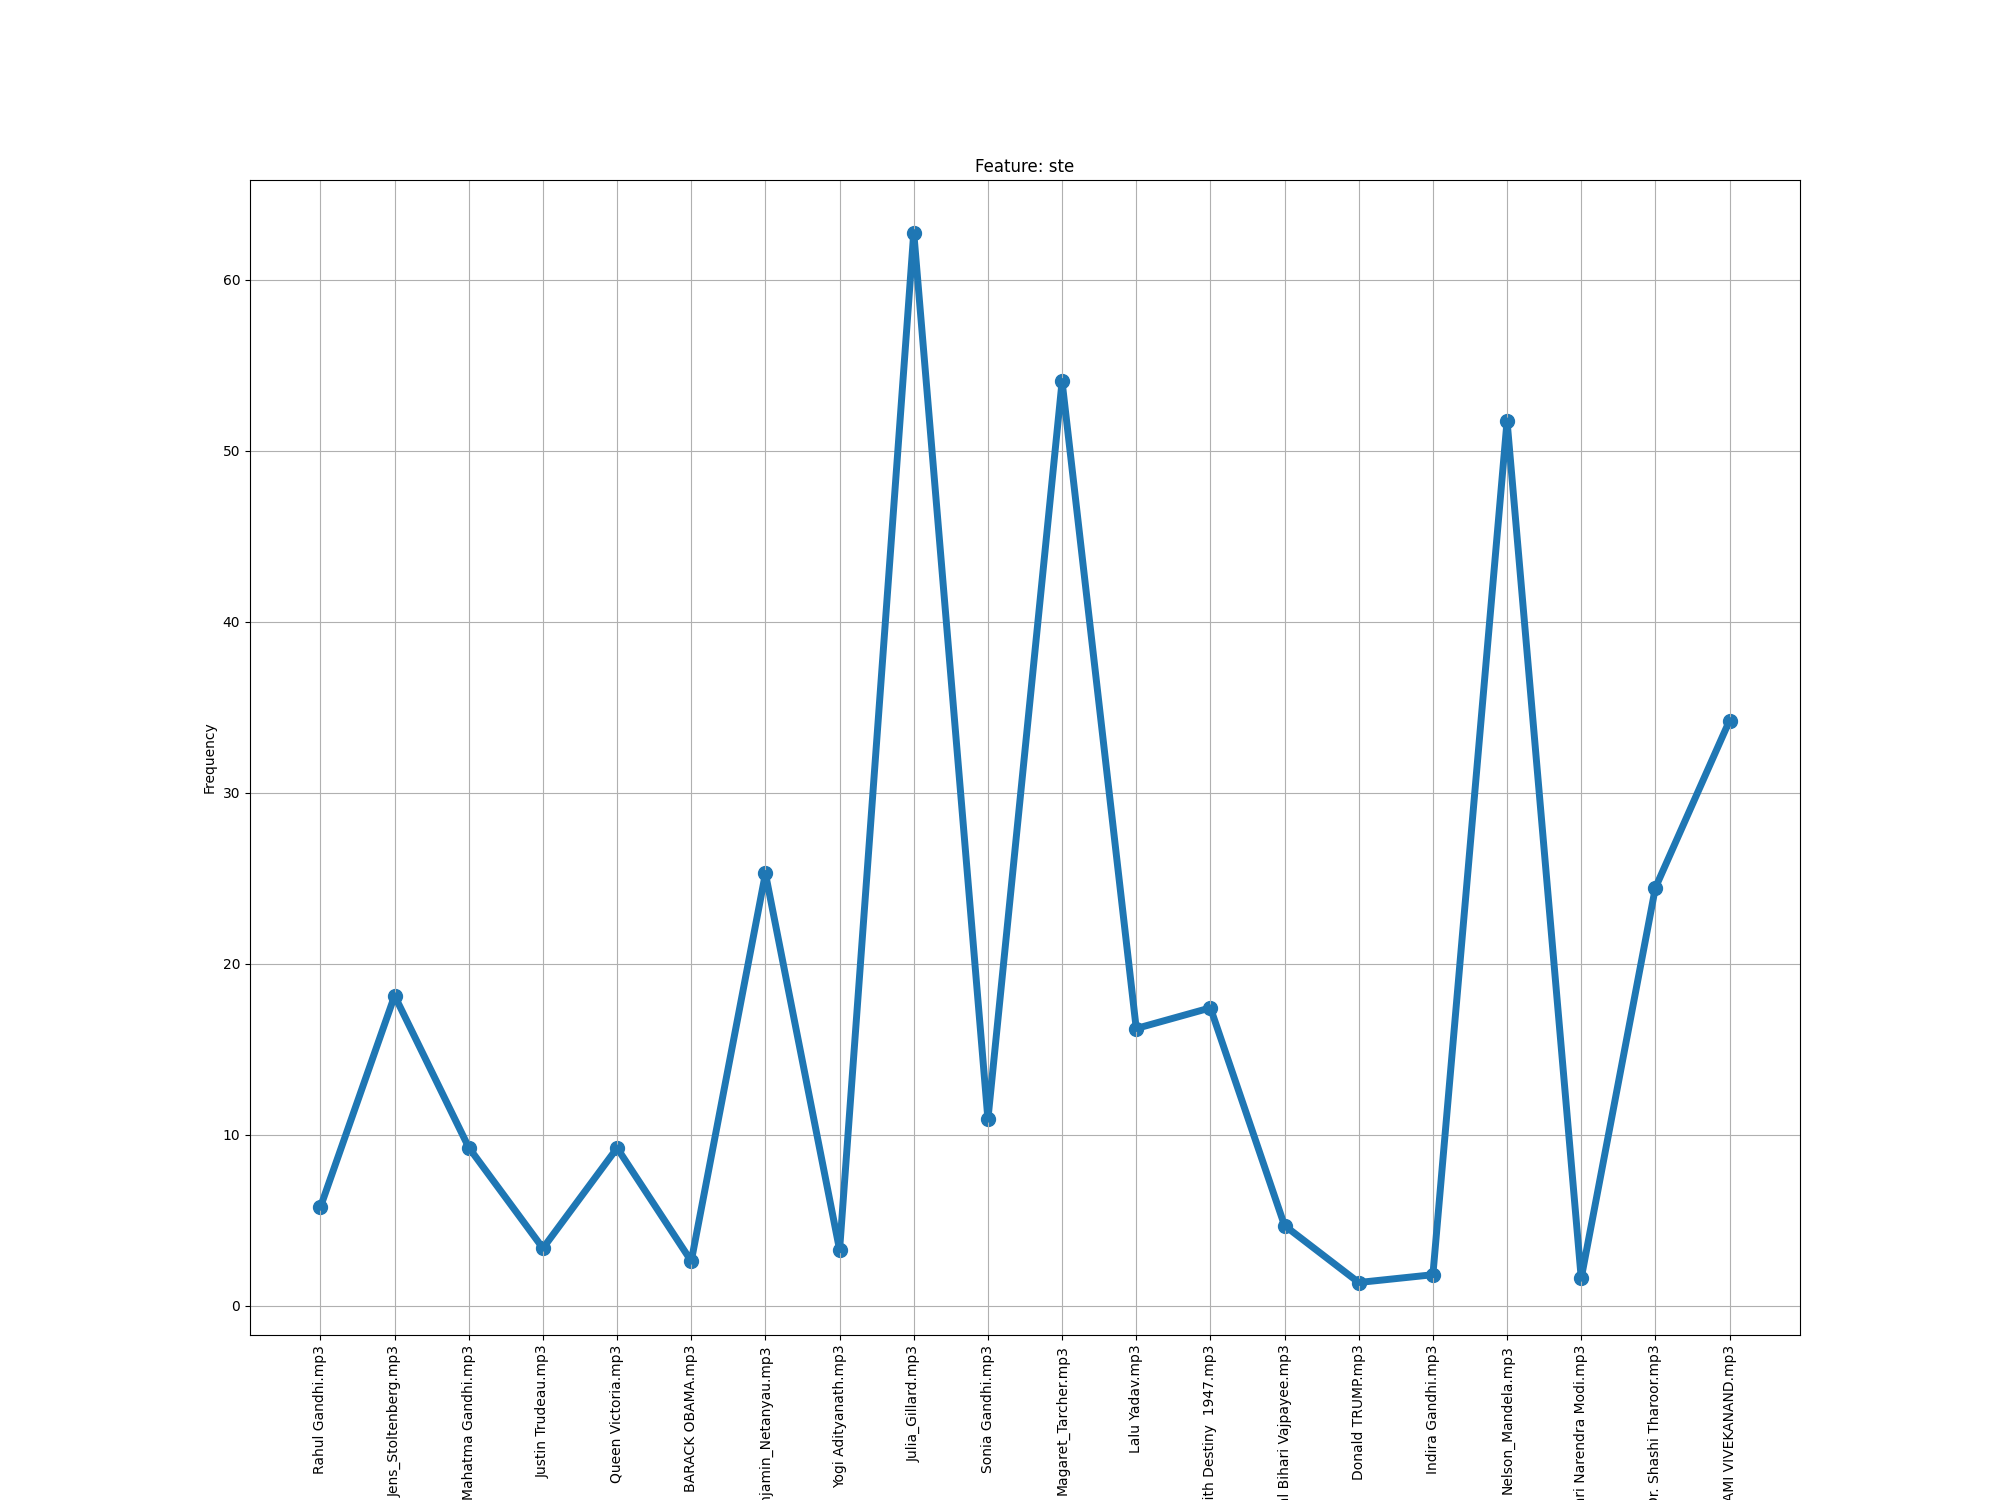 Feature: ste
Frequency
60
50
40
30
20
10
0
Rahul Gandhi.mp3
Jens_Stoltenberg.mp3
Mahatma Gandhi.mp3
Justin Trudeau.mp3
Queen Victoria.mp3
BARACK OBAMA.mp3
njamin_Netanyau.mp3
Yogi Adityanath.mp3
Julia_Gillard.mp3
Sonia Gandhi.mp3
Magaret_Tarcher.mp3
Lalu Yadav.mp3
ith Destiny 1947.mp3
al Bihari Vajpayee.mp3
Donald TRUMP.mp3
Indira Gandhi.mp3
Nelson_Mandela.mp3
ri Narendra Modi.mp3
Dr. Shashi Tharoor.mp3
AMI VIVEKANAND.mp3